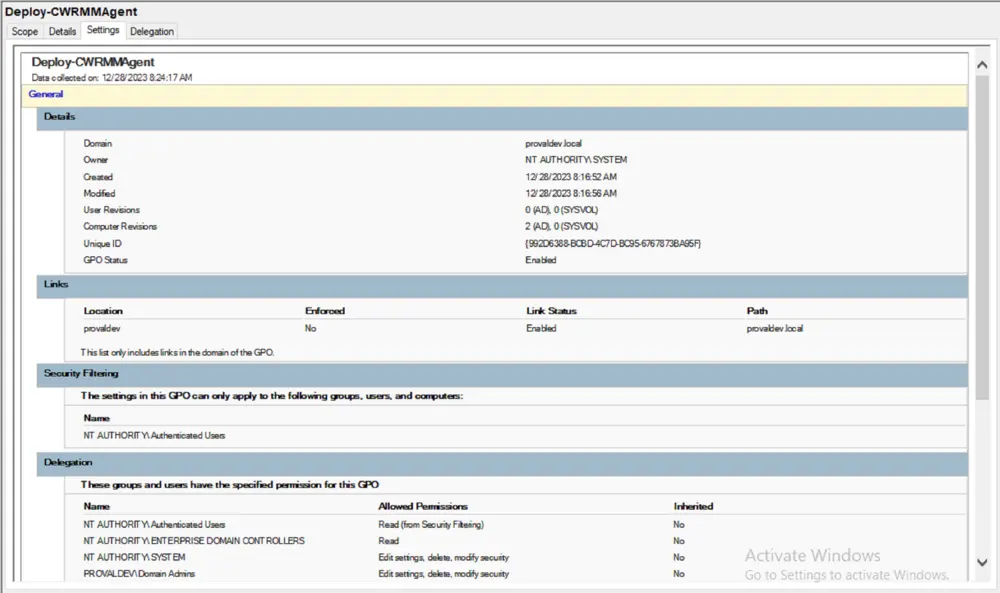 Deploy-CWRMMAgent
Scope Details Settings Delegation
Deploy-CWRMMAgent
Data collected on: 12/28/2023 8:24:17 AM
General
Details
Domain provaldev.local
Owner NT AUTHORITY\SYSTEM
Created 12/28/2023 8:16:52 AM
Modified 12/28/2023 8:16:56 AM
User Revisions 0 (AD), 0 (SYSVOL)
Computer Revisions 2 (AD), 0 (SYSVOL)
Unique ID {992D6388-BCBD-4C7D-BC95-6767873BA95F}
GPO Status Enabled
Links
Location Enforced Link Status Path
provaldev No Enabled provaldev.local
This list only includes links in the domain of the GPO.
Security Filtering
The settings in this GPO can only apply to the following groups, users, and computers:
Name
NT AUTHORITY\Authenticated Users
Delegation
These groups and users have the specified permission for this GPO
Name Allowed Permissions Inherited
NT AUTHORITY\Authenticated Users Read (from Security Filtering) No
NT AUTHORITY\ENTERPRISE DOMAIN CONTROLLERS Read No
NT AUTHORITY\SYSTEM Edit settings, delete, modify security No
PROVALDEV\Domain Admins Edit settings, delete, modify security No
Activate Windows
Go to Settings to activate Windows.